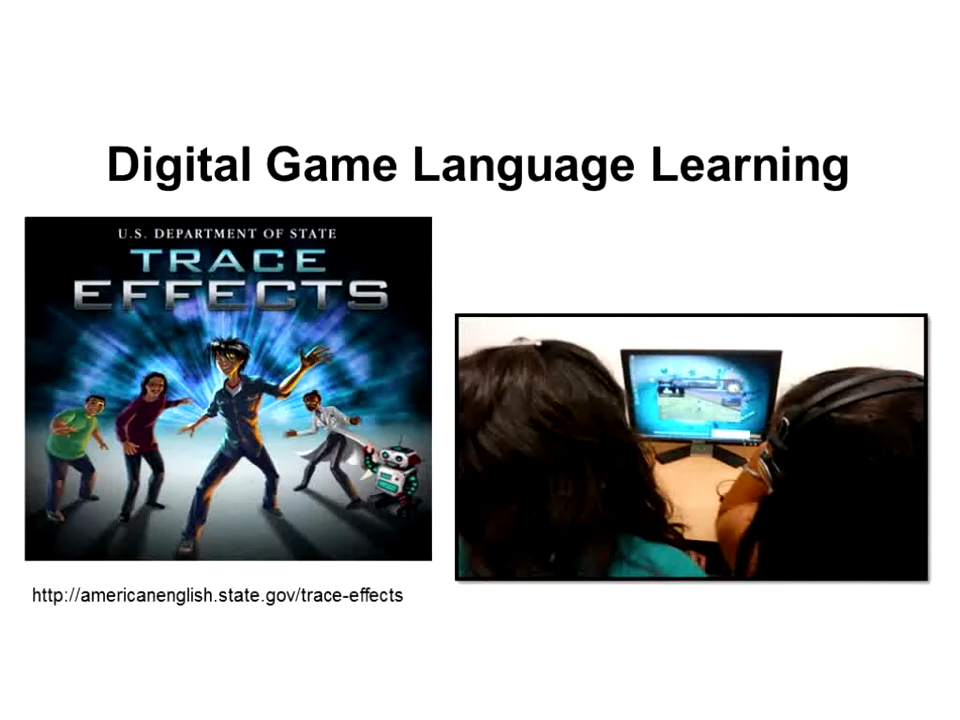 Digital Game Language Learning
U.S. DEPARTMENT OF STATE
TRACE
EFFECTS
http://americanenglish.state.gov/trace-effects